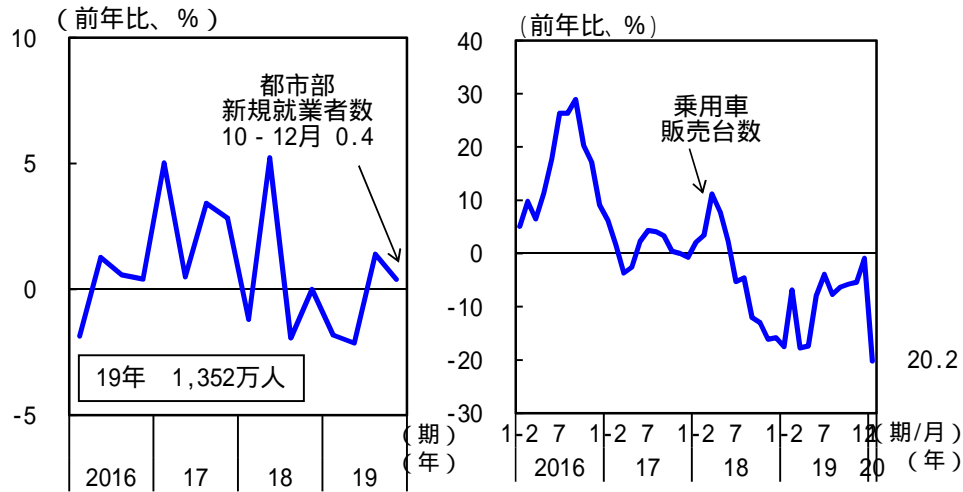 （前年比、％）
10
5
0
-5
都市部
新規就業者数
10‐12月 0.4
19年　1,352万人
（期）
（年）
2016 17 18 19
(前年比、％)
40
30
20
10
0
-10
-20
-30
乗用車
販売台数
20.2
1-2 7 1-2 7 1-2 7 1-2 7
（期/月）
2016 17 18 19 20
（年）